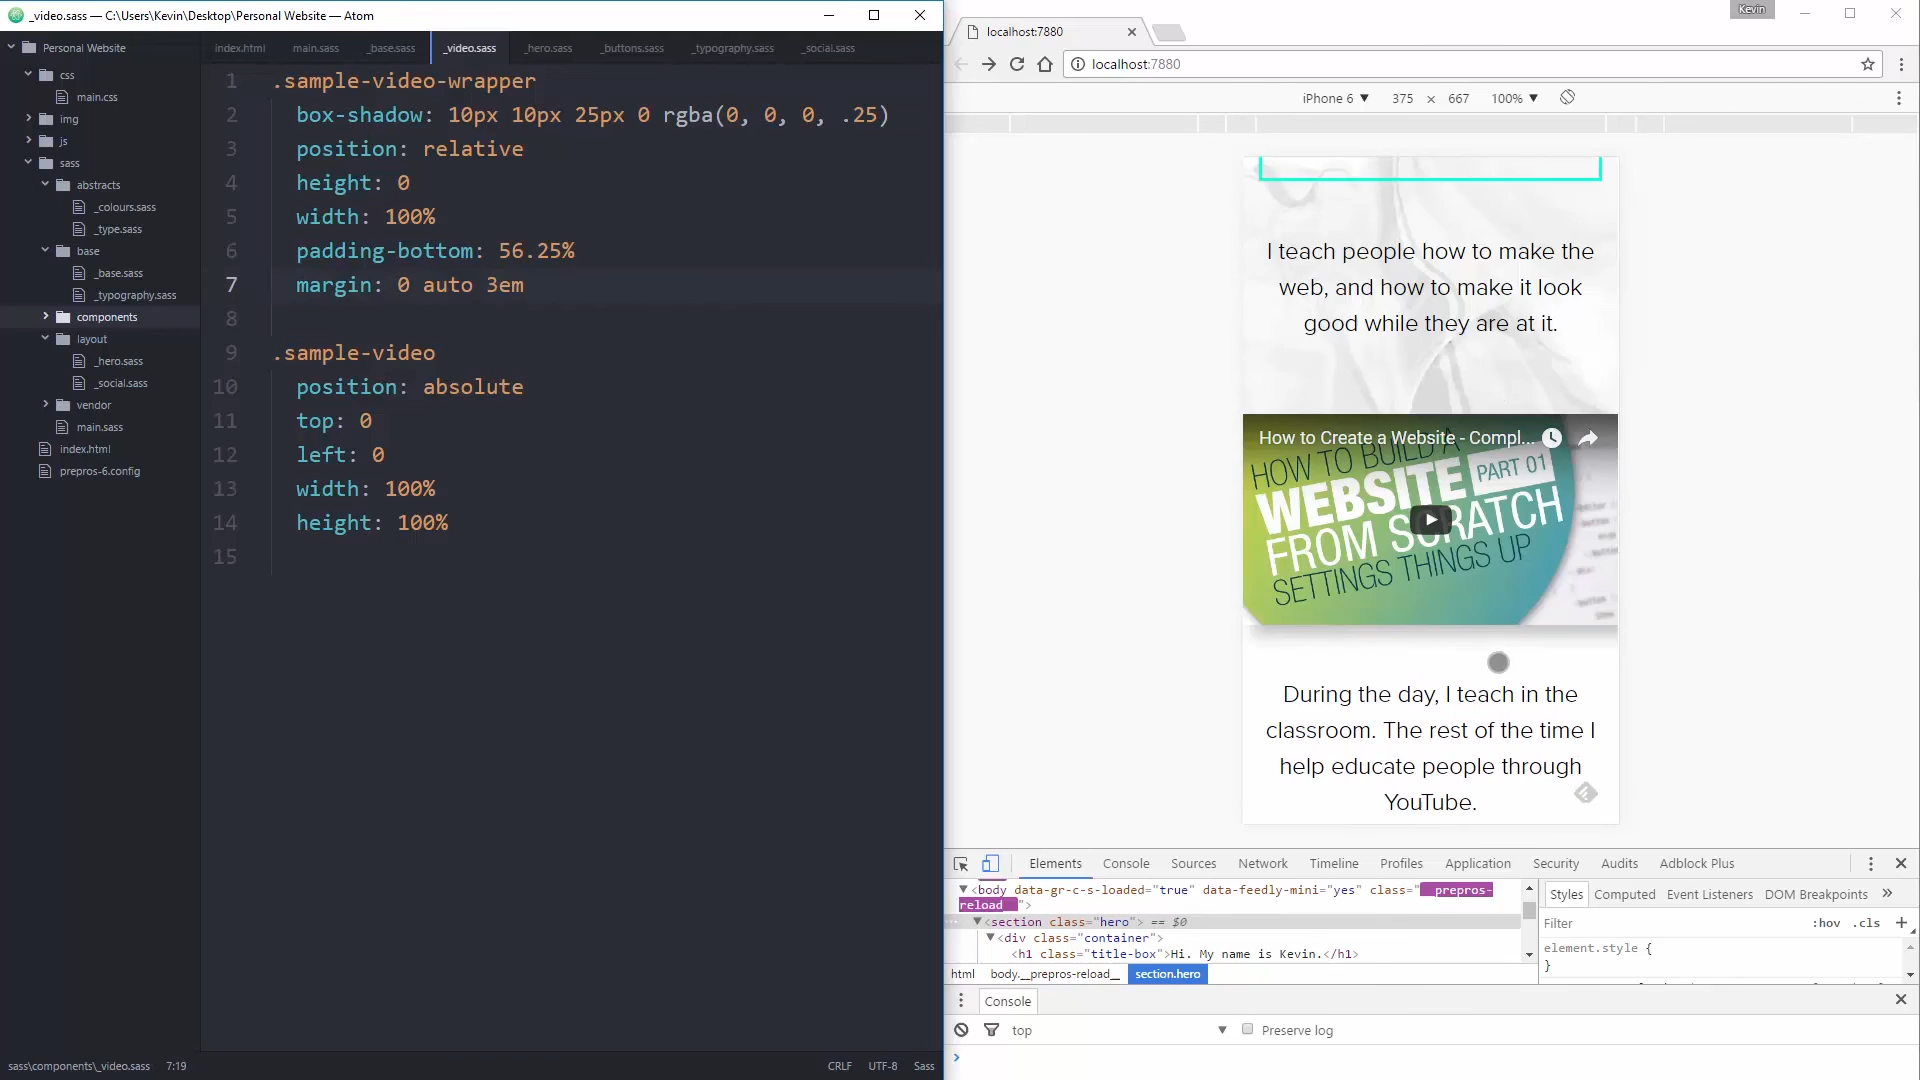 _video.sass — C:\Users\Kevin\Desktop\Personal Website — Atom
Personal Website
css
main.css
img
js
sass
abstracts
_colours.sass
_type.sass
base
_base.sass
_typography.sass
components
layout
_hero.sass
_social.sass
vendor
main.sass
index.html
prepros-6.config
index.html
main.sass
_base.sass
_video.sass
_hero.sass
_buttons.sass
_typography.sass
_social.sass
1 .sample-video-wrapper
2 box-shadow: 10px 10px 25px 0 rgba(0, 0, 0, .25)
3 position: relative
4 height: 0
5 width: 100%
6 padding-bottom: 56.25%
7 margin: 0 auto 3em
8
9 .sample-video
10 position: absolute
11 top: 0
12 left: 0
13 width: 100%
14 height: 100%
15
sass\components\_video.sass 7:19
CRLF UTF-8 Sass
Kevin
localhost:7880
localhost:7880
iPhone 6 ▼ 375 × 667 100% ▼
I teach people how to make the
web, and how to make it look
good while they are at it.
How to Create a Website - Compl...
HOW TO BUILD A
WEBSITE PART 01
FROM SCRATCH
SETTINGS THINGS UP
During the day, I teach in the
classroom. The rest of the time I
help educate people through
YouTube.
Elements Console Sources Network Timeline Profiles Application Security Audits Adblock Plus
▼<body data-gr-c-s-loaded="true" data-feedly-mini="yes" class="__prepros-
reload__">
▼<section class="hero"> == $0
▼<div class="container">
<h1 class="title-box">Hi. My name is Kevin.</h1>
html body.__prepros-reload__ section.hero
Styles Computed Event Listeners DOM Breakpoints »
Filter :hov .cls +
element.style {
}
Console
top ▼ Preserve log
>